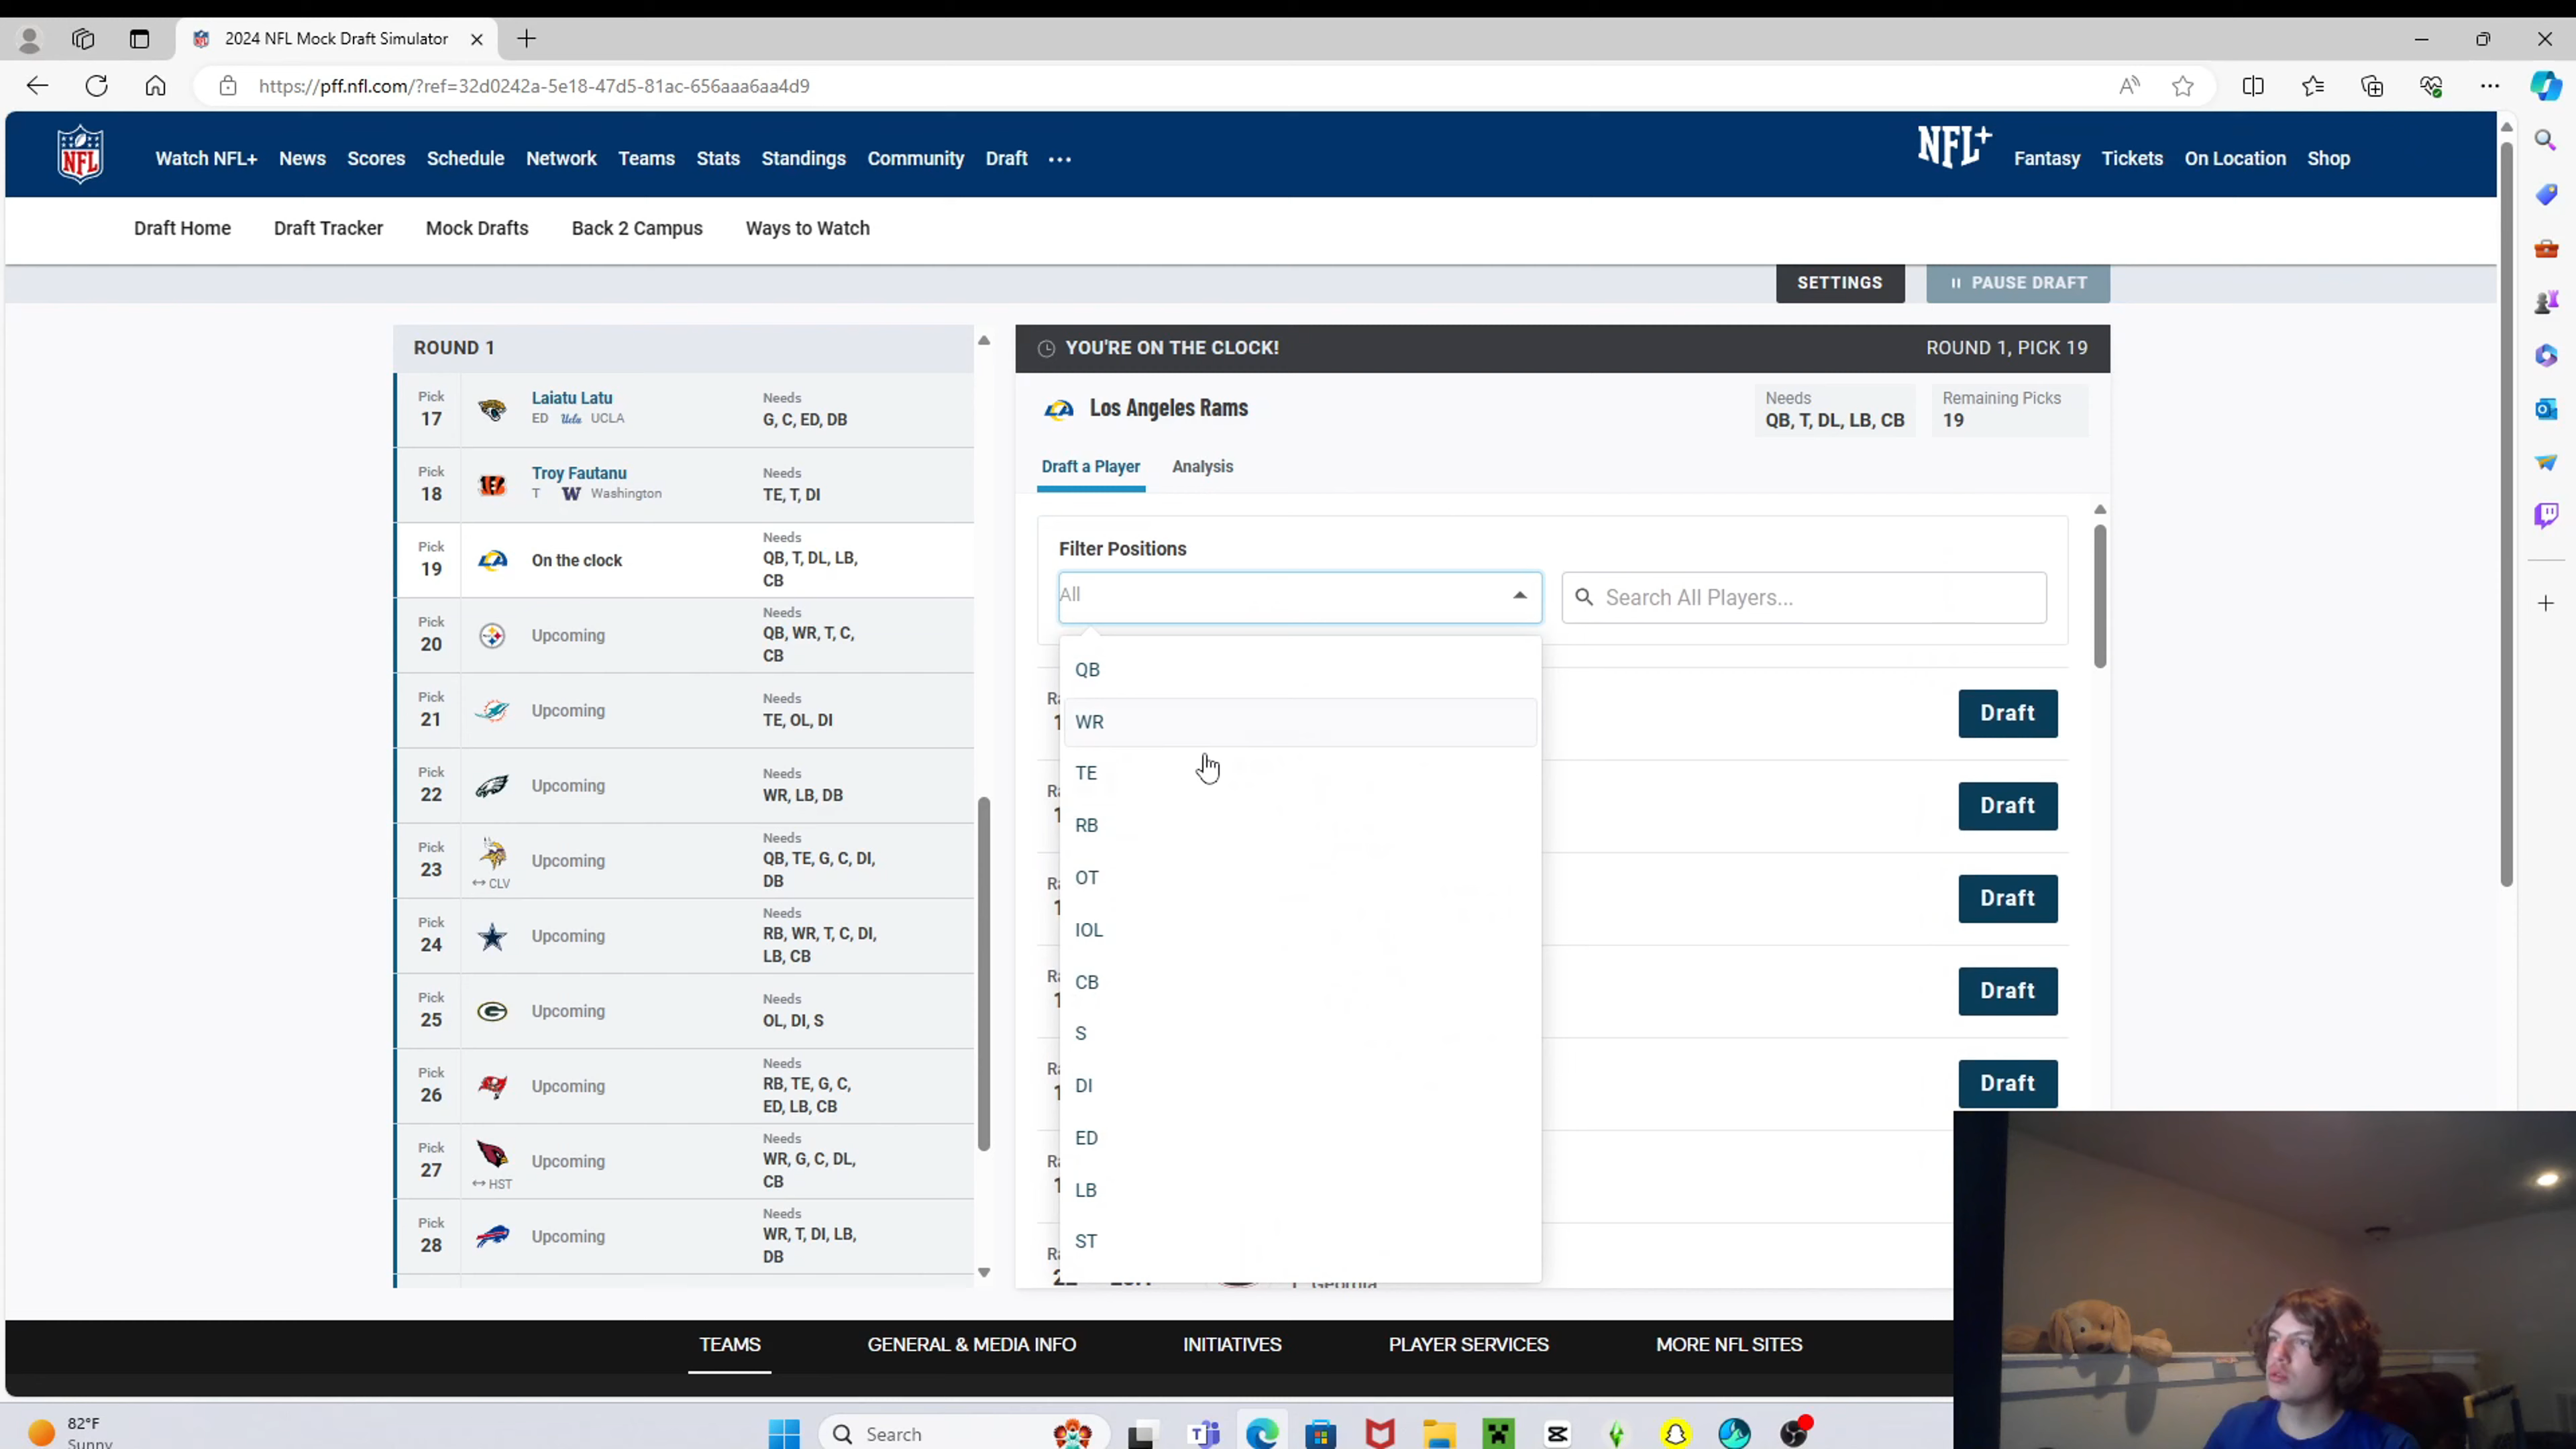 2024 NFL Mock Draft Simulator
https://pff.nfl.com/?ref=32d0242a-5e18-47d5-81ac-656aaa6aa4d9
NFL
Watch NFL+ News Scores Schedule Network Teams Stats Standings Community Draft
NFL+ Fantasy Tickets On Location Shop
Draft Home Draft Tracker Mock Drafts Back 2 Campus Ways to Watch
SETTINGS PAUSE DRAFT
ROUND 1
Pick 17
Laiatu Latu
ED Ucla UCLA
Needs
G, C, ED, DB
Pick 18
Troy Fautanu
T W Washington
Needs
TE, T, DI
Pick 19
LA
On the clock
Needs
QB, T, DL, LB,
CB
Pick 20
Upcoming
Needs
QB, WR, T, C,
CB
Pick 21
Upcoming
Needs
TE, OL, DI
Pick 22
Upcoming
Needs
WR, LB, DB
Pick 23
CLV
Upcoming
Needs
QB, TE, G, C, DI,
DB
Pick 24
Upcoming
Needs
RB, WR, T, C, DI,
LB, CB
Pick 25
G
Upcoming
Needs
OL, DI, S
Pick 26
Upcoming
Needs
RB, TE, G, C,
ED, LB, CB
Pick 27
HST
Upcoming
Needs
WR, G, C, DL,
CB
Pick 28
Upcoming
Needs
WR, T, DI, LB,
DB
YOU'RE ON THE CLOCK!
ROUND 1, PICK 19
LA Los Angeles Rams
Needs
QB, T, DL, LB, CB
Remaining Picks
19
Draft a Player Analysis
Filter Positions
All
Search All Players...
QB
WR
TE
RB
OT
IOL
CB
S
DI
ED
LB
ST
Draft
Draft
Draft
Draft
Draft
TEAMS GENERAL & MEDIA INFO INITIATIVES PLAYER SERVICES MORE NFL SITES
82°F
Sunny
Search